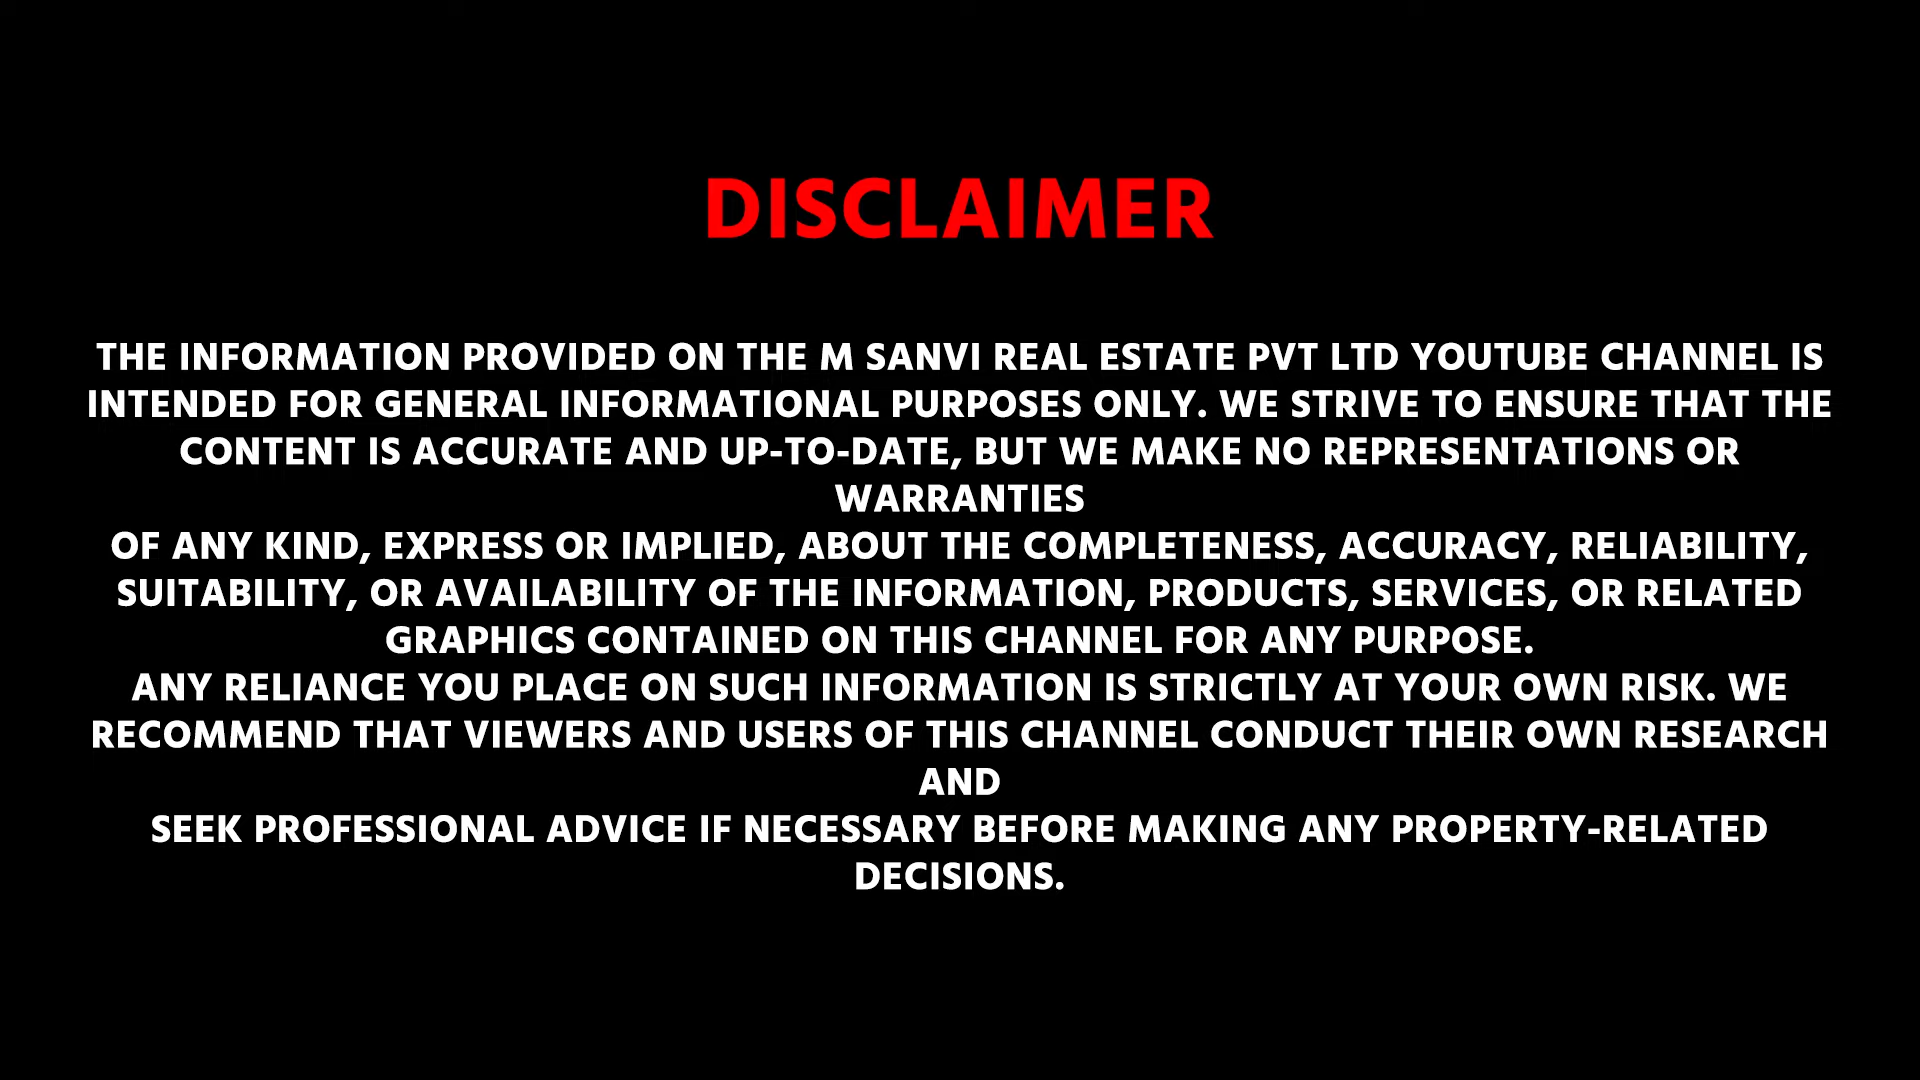 DISCLAIMER
THE INFORMATION PROVIDED ON THE M SANVI REAL ESTATE PVT LTD YOUTUBE CHANNEL IS
INTENDED FOR GENERAL INFORMATIONAL PURPOSES ONLY. WE STRIVE TO ENSURE THAT THE
CONTENT IS ACCURATE AND UP-TO-DATE, BUT WE MAKE NO REPRESENTATIONS OR
WARRANTIES
OF ANY KIND, EXPRESS OR IMPLIED, ABOUT THE COMPLETENESS, ACCURACY, RELIABILITY,
SUITABILITY, OR AVAILABILITY OF THE INFORMATION, PRODUCTS, SERVICES, OR RELATED
GRAPHICS CONTAINED ON THIS CHANNEL FOR ANY PURPOSE.
ANY RELIANCE YOU PLACE ON SUCH INFORMATION IS STRICTLY AT YOUR OWN RISK. WE
RECOMMEND THAT VIEWERS AND USERS OF THIS CHANNEL CONDUCT THEIR OWN RESEARCH
AND
SEEK PROFESSIONAL ADVICE IF NECESSARY BEFORE MAKING ANY PROPERTY-RELATED
DECISIONS.